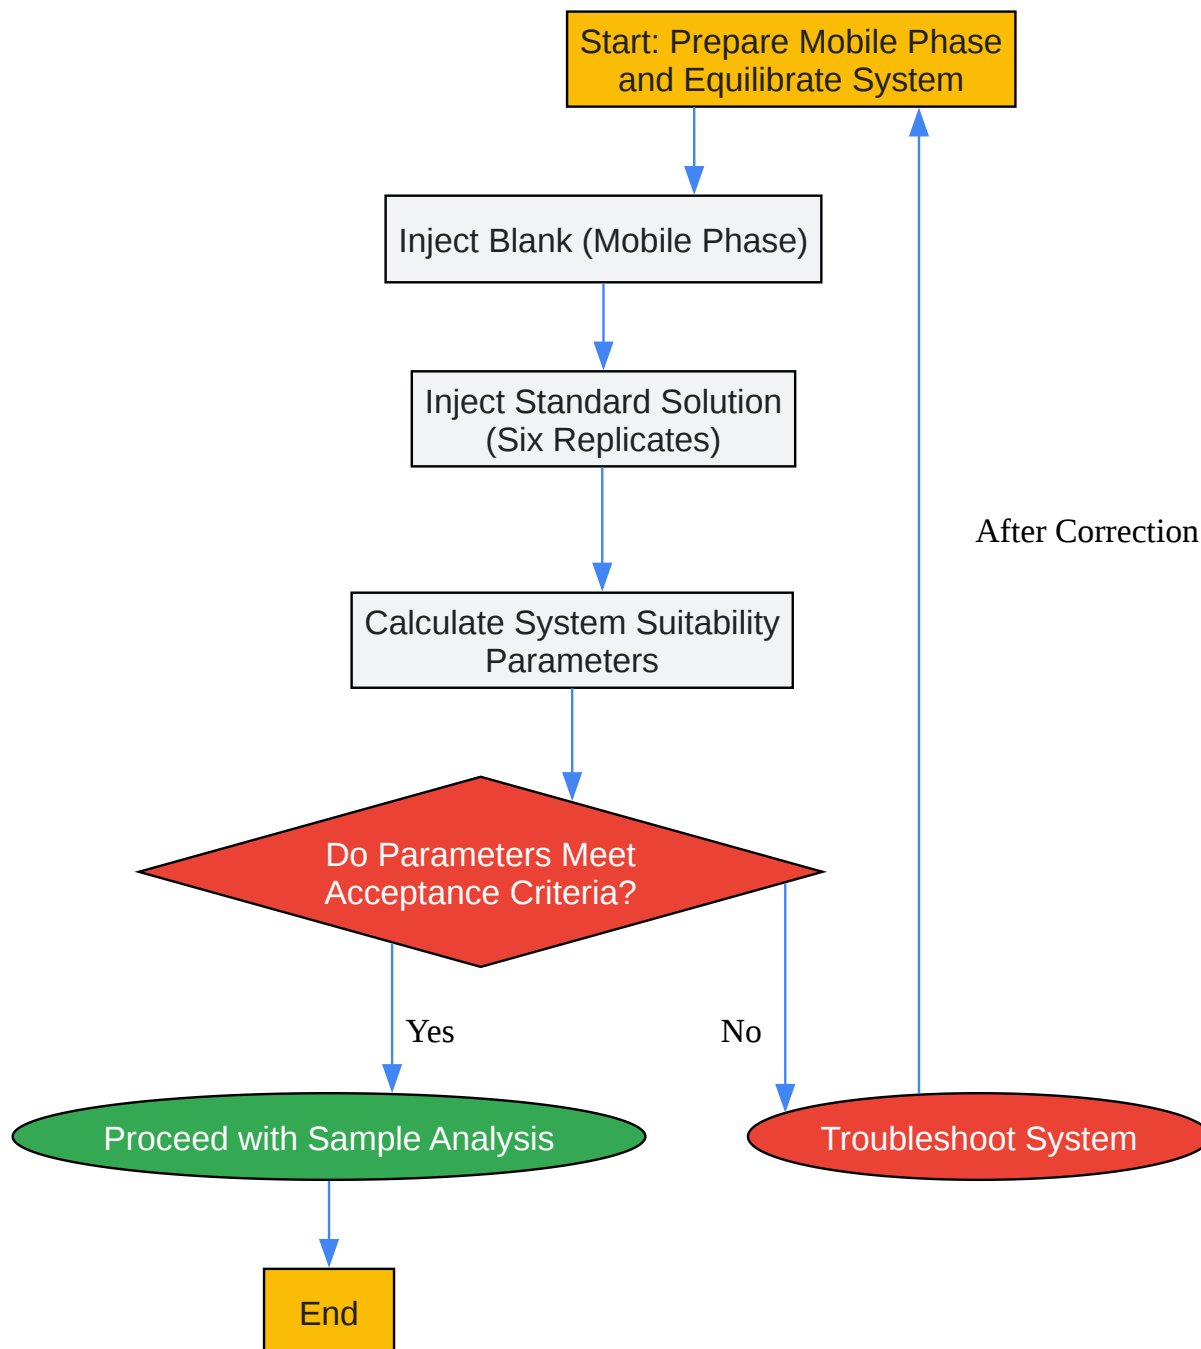 Start: Prepare Mobile Phase
and Equilibrate System
Inject Blank (Mobile Phase)
Inject Standard Solution
(Six Replicates)
After Correction
Calculate System Suitability
Parameters
Do Parameters Meet
Acceptance Criteria?
Yes
No
Proceed with Sample Analysis
Troubleshoot System
End